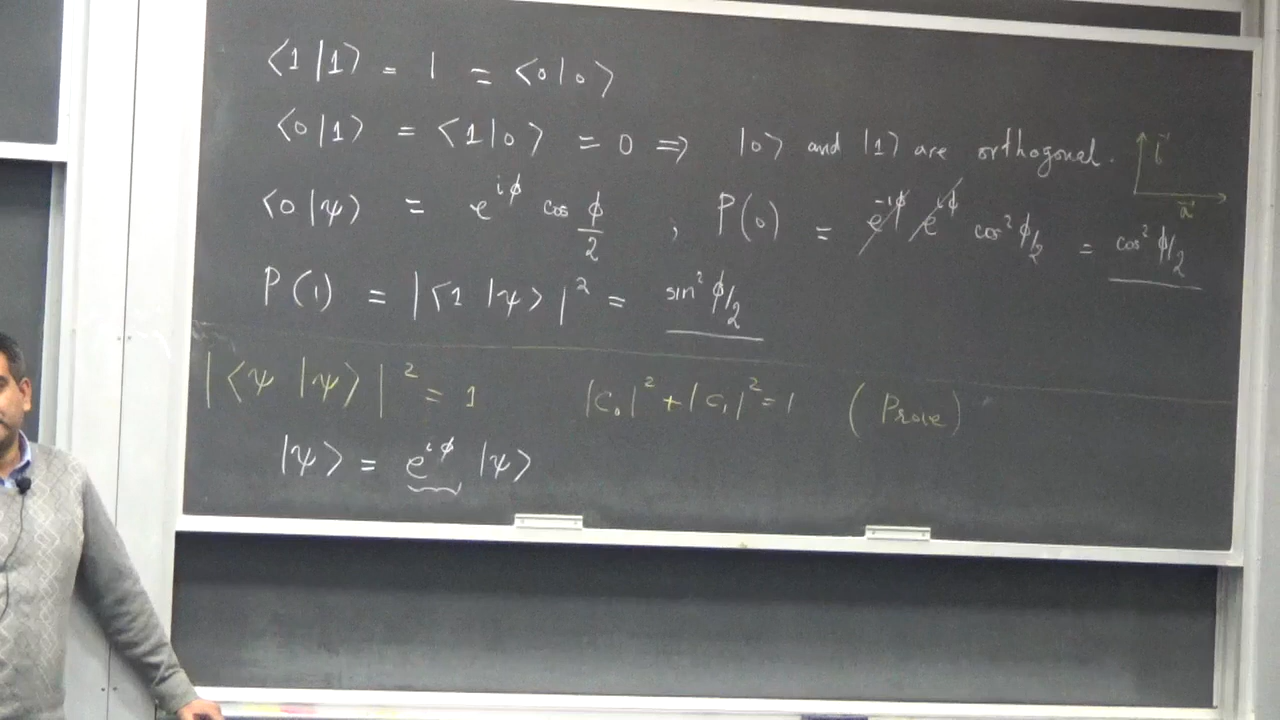 ⟨1|1⟩ = 1 = ⟨0|0⟩
⟨0|1⟩ = ⟨1|0⟩ = 0 ⇒ |0⟩ and |1⟩ are orthogonal.
b⃗
a⃗
⟨0|ψ⟩ = e^{iϕ} cos ϕ/2 , P(0) = e^{-iϕ} e^{iϕ} cos² ϕ/2 = cos² ϕ/2
P(1) = |⟨1|ψ⟩|² = sin² ϕ/2
|⟨ψ|ψ⟩|² = 1 |C₀|² + |C₁|² = 1 (Prove)
|ψ⟩ = e^{iϕ} |ψ⟩